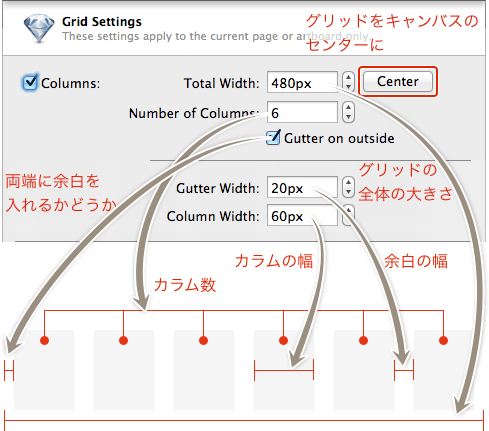 Grid Settings
These settings apply to the current page or artboard only.
グリッドをキャンバスの
センターに
Columns:
Total Width: 480px
Center
Number of Columns: 6
Gutter on outside
両端に余白を
入れるかどうか
Gutter Width: 20px
グリッドの
全体の大きさ
Column Width: 60px
カラムの幅
余白の幅
カラム数